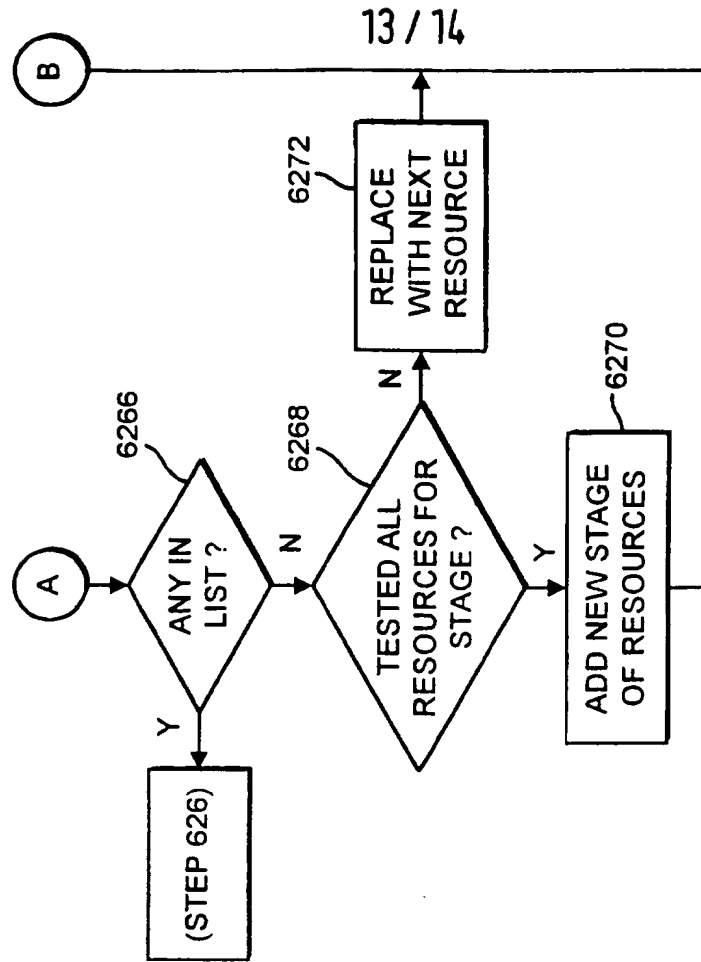 13 / 14
A
B
6266
ANY IN
LIST ?
Y
N
(STEP 626)
6268
TESTED ALL
RESOURCES FOR
STAGE ?
N
Y
6272
REPLACE
WITH NEXT
RESOURCE
6270
ADD NEW STAGE
OF RESOURCES